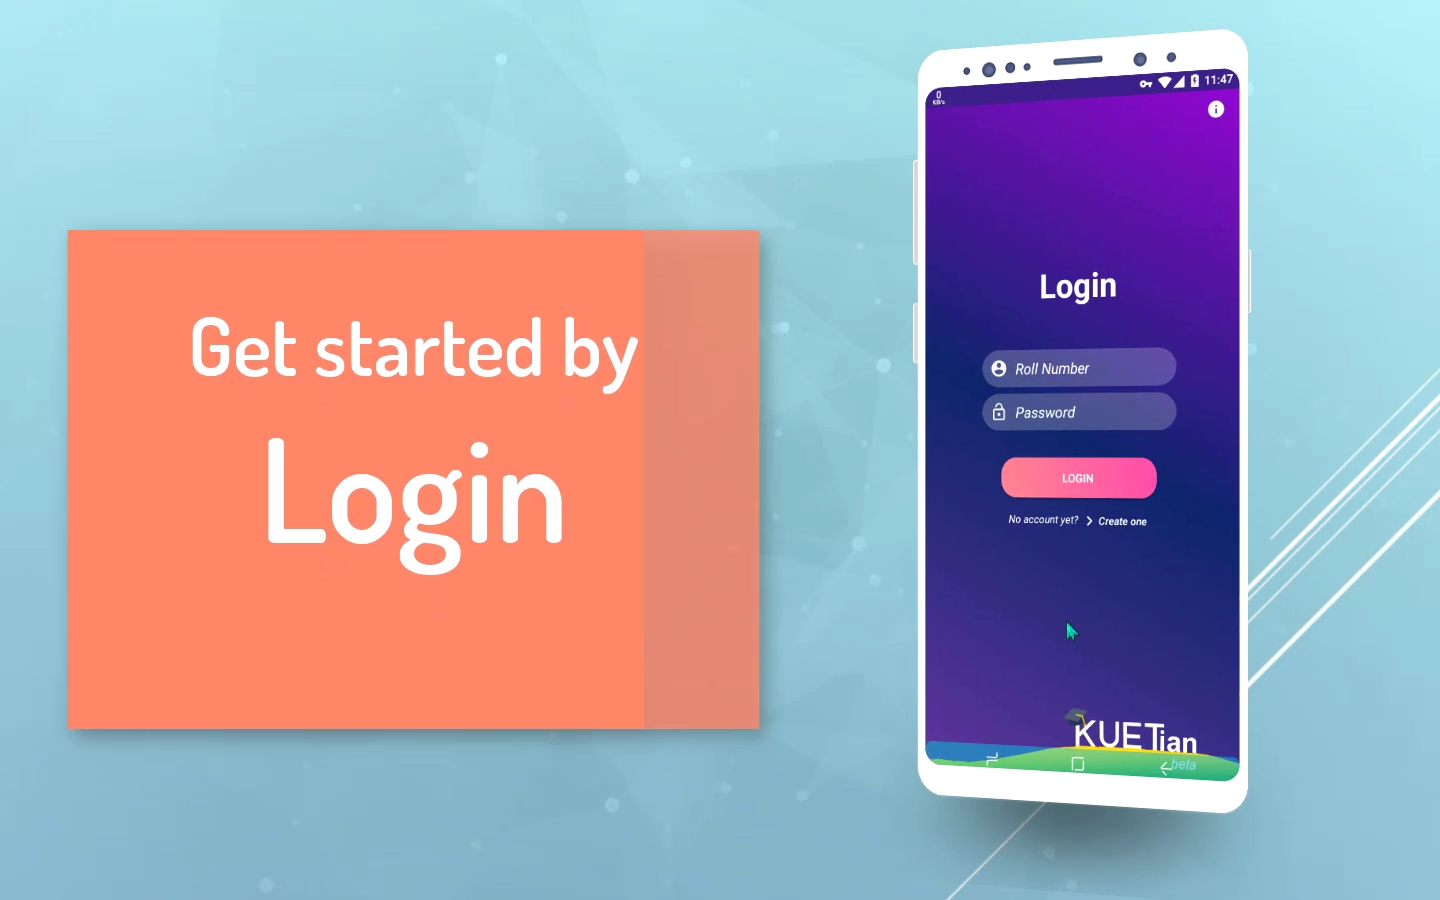 Get started by
Login
0
KB/s
11:47
Login
Roll Number
Password
LOGIN
No account yet? Create one
KUETian
beta